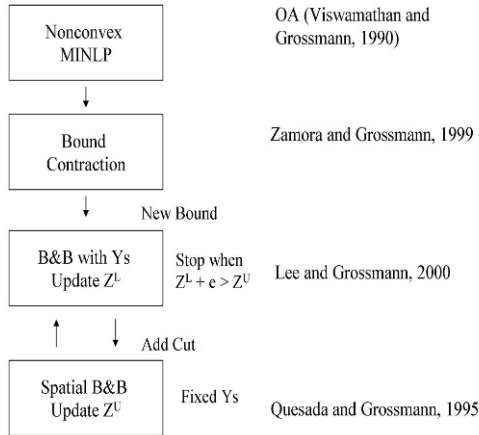 Nonconvex
MINLP
OA (Viswamathan and
Grossmann, 1990)
Bound
Contraction
Zamora and Grossmann, 1999
New Bound
B&B with Ys
Update Z^L
Stop when
Z^L + e > Z^U
Lee and Grossmann, 2000
Add Cut
Spatial B&B
Update Z^U
Fixed Ys
Quesada and Grossmann, 1995